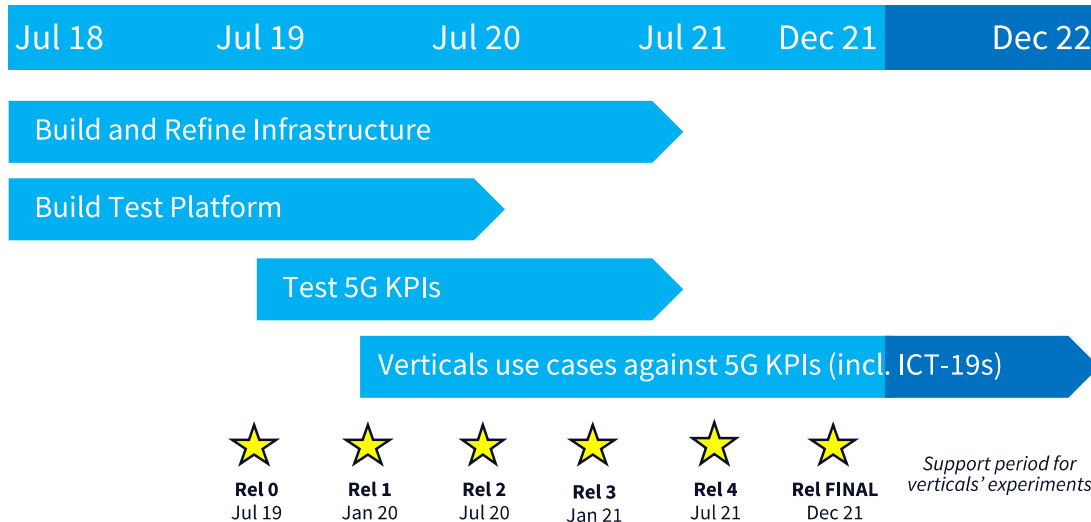 Jul 18 Jul 19 Jul 20 Jul 21 Dec 21 Dec 22
Build and Refine Infrastructure
Build Test Platform
Test 5G KPIs
Verticals use cases against 5G KPIs (incl. ICT-19s)
Rel 0 Rel 1 Rel 2 Rel 3 Rel 4 Rel FINAL
Jul 19 Jan 20 Jul 20 Jan 21 Jul 21 Dec 21
Support period for
verticals’ experiments